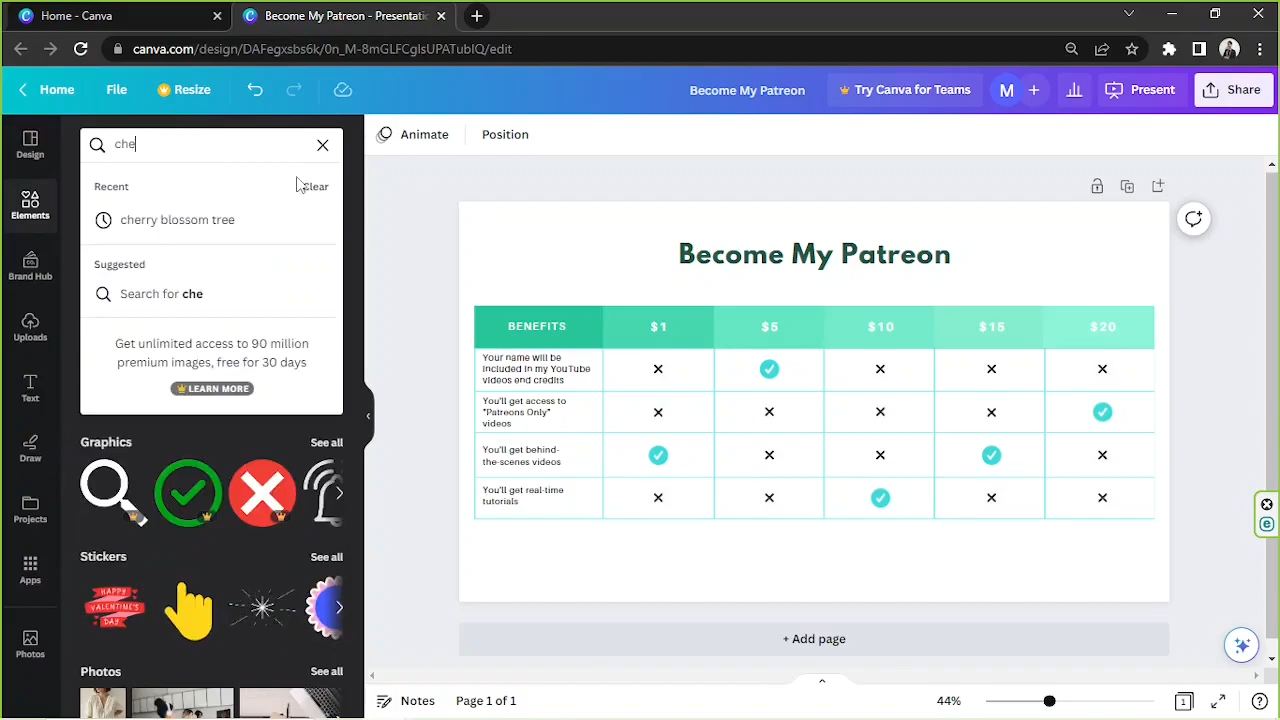 Home - Canva
Become My Patreon - Presentatic
canva.com/design/DAFegxsbs6k/0n_M-8mGLFCgIsUPATubIQ/edit
Home
File
Resize
Become My Patreon
Try Canva for Teams
M
Present
Share
Animate
Position
Design
Elements
Brand Hub
Uploads
Text
Draw
Projects
Apps
Photos
che
Recent
Clear
cherry blossom tree
Suggested
Search for che
Get unlimited access to 90 million
premium images, free for 30 days
LEARN MORE
Graphics
See all
Stickers
See all
HAPPY
VALENTINE'S
DAY
Photos
See all
Become My Patreon
BENEFITS $1 $5 $10 $15 $20
Your name will be
included in my YouTube
videos end credits
You'll get access to
"Patreons Only"
videos
You'll get behind-
the-scenes videos
You'll get real-time
tutorials
+ Add page
Notes
Page 1 of 1
44%
1